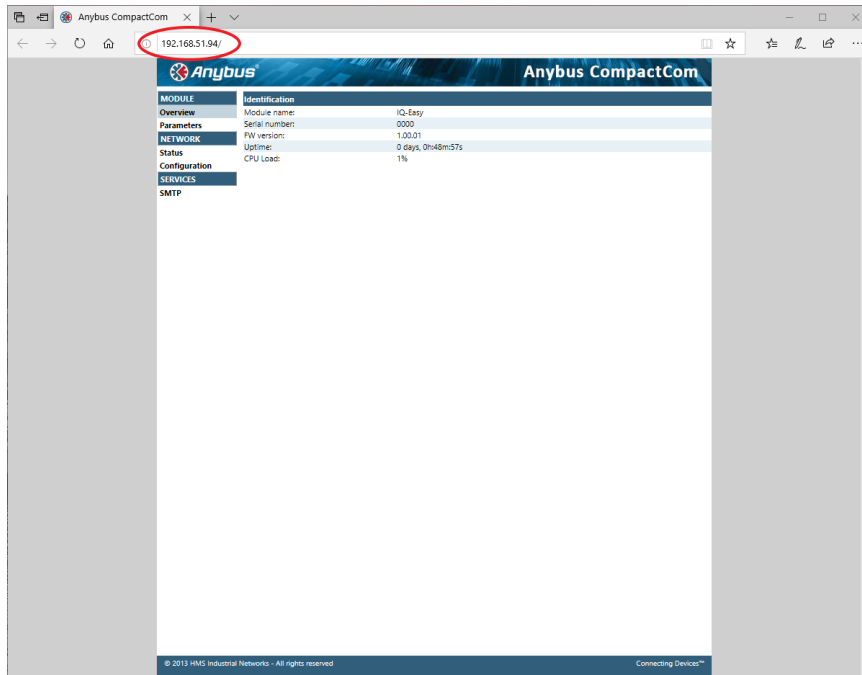 Anybus CompactCom
192.168.51.94/
Anybus® Anybus CompactCom
MODULE
Overview
Parameters
NETWORK
Status
Configuration
SERVICES
SMTP
Identification
Module name: IQ-Easy
Serial number: 0000
FW version: 1.00.01
Uptime: 0 days, 0h:48m:57s
CPU Load: 1%
© 2013 HMS Industrial Networks - All rights reserved Connecting Devices™